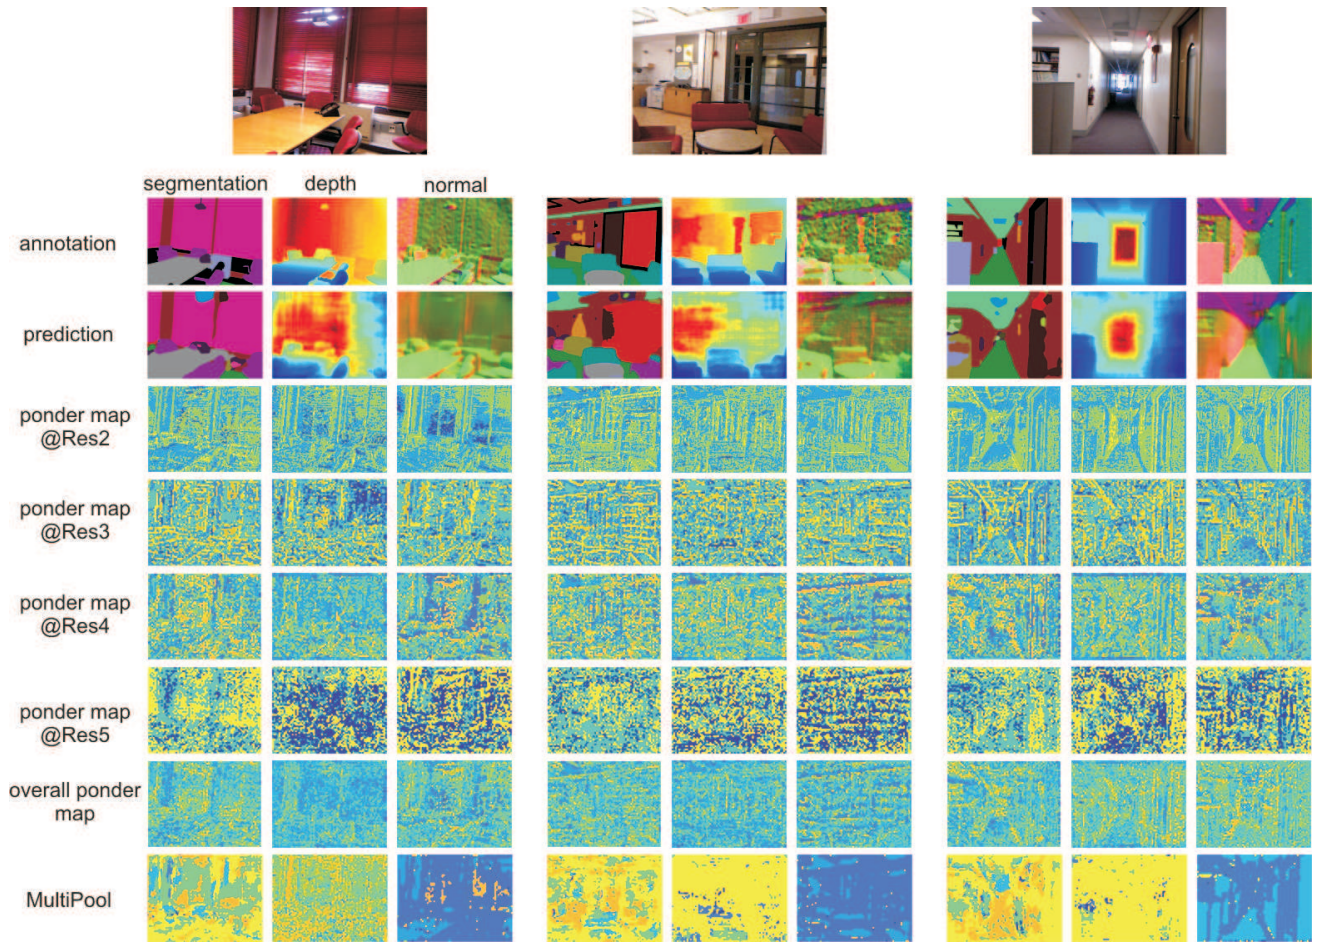 segmentation depth normal
annotation
prediction
ponder map
@Res2
ponder map
@Res3
ponder map
@Res4
ponder map
@Res5
overall ponder
map
MultiPool